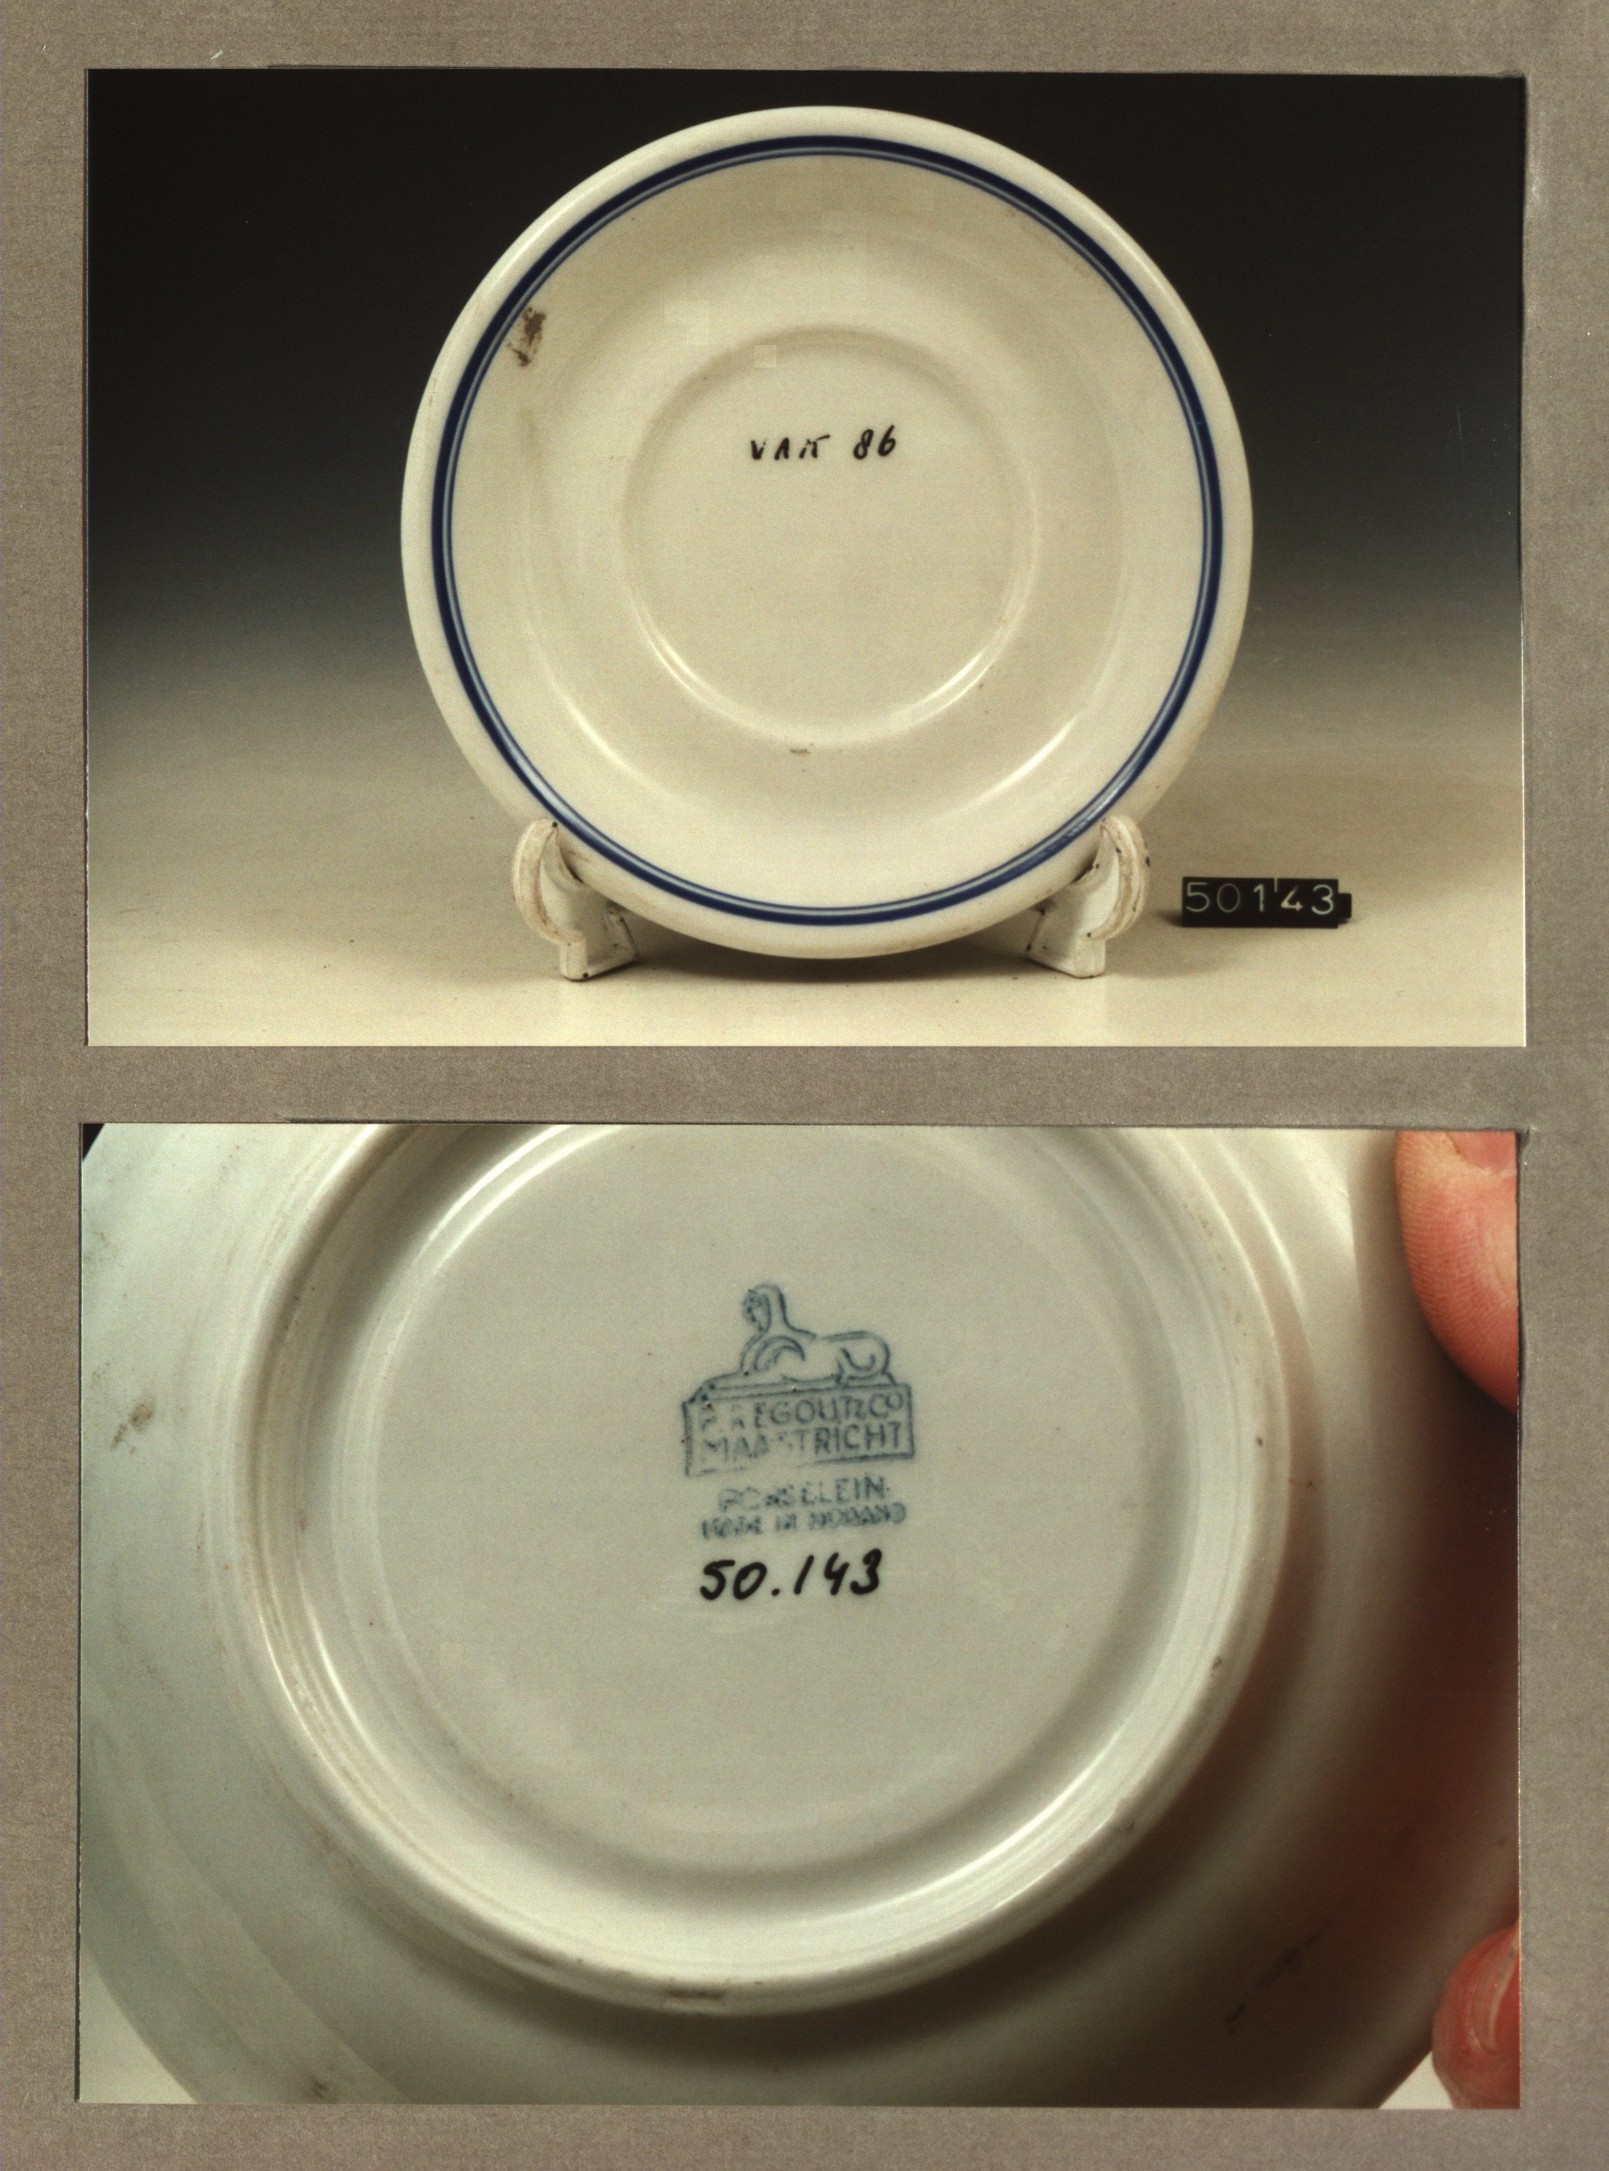 VAK 86
50143
P. REGOUT & Co
MAASTRICHT
PORSELEIN
MADE IN HOLLAND
50.143